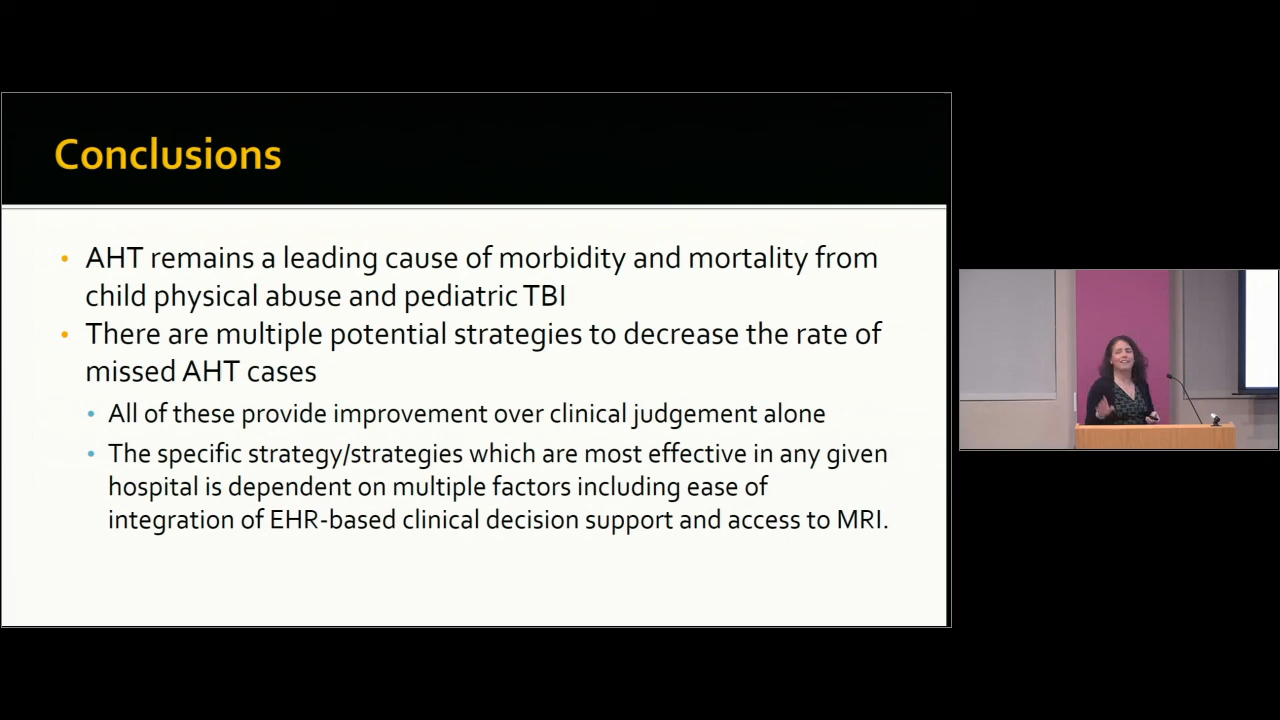 Conclusions
AHT remains a leading cause of morbidity and mortality from
child physical abuse and pediatric TBI
There are multiple potential strategies to decrease the rate of
missed AHT cases
All of these provide improvement over clinical judgement alone
The specific strategy/strategies which are most effective in any given
hospital is dependent on multiple factors including ease of
integration of EHR-based clinical decision support and access to MRI.